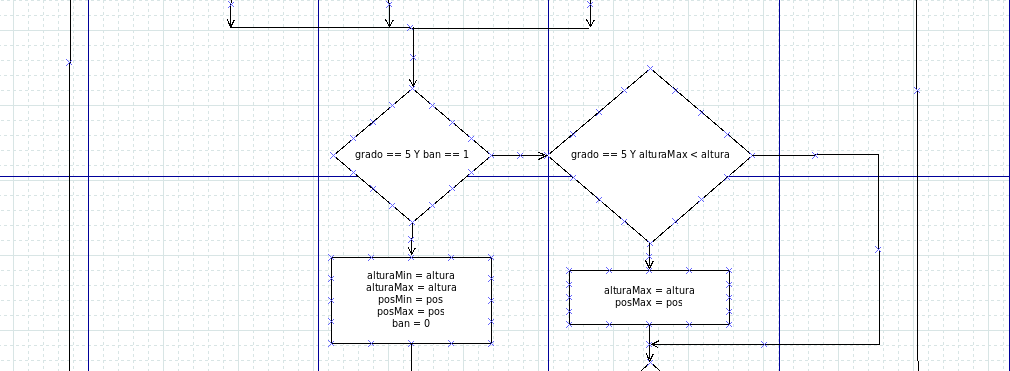 grado == 5 Y ban == 1
grado == 5 Y alturaMax < altura
alturaMin = altura
alturaMax = altura
posMin = pos
posMax = pos
ban = 0
alturaMax = altura
posMax = pos